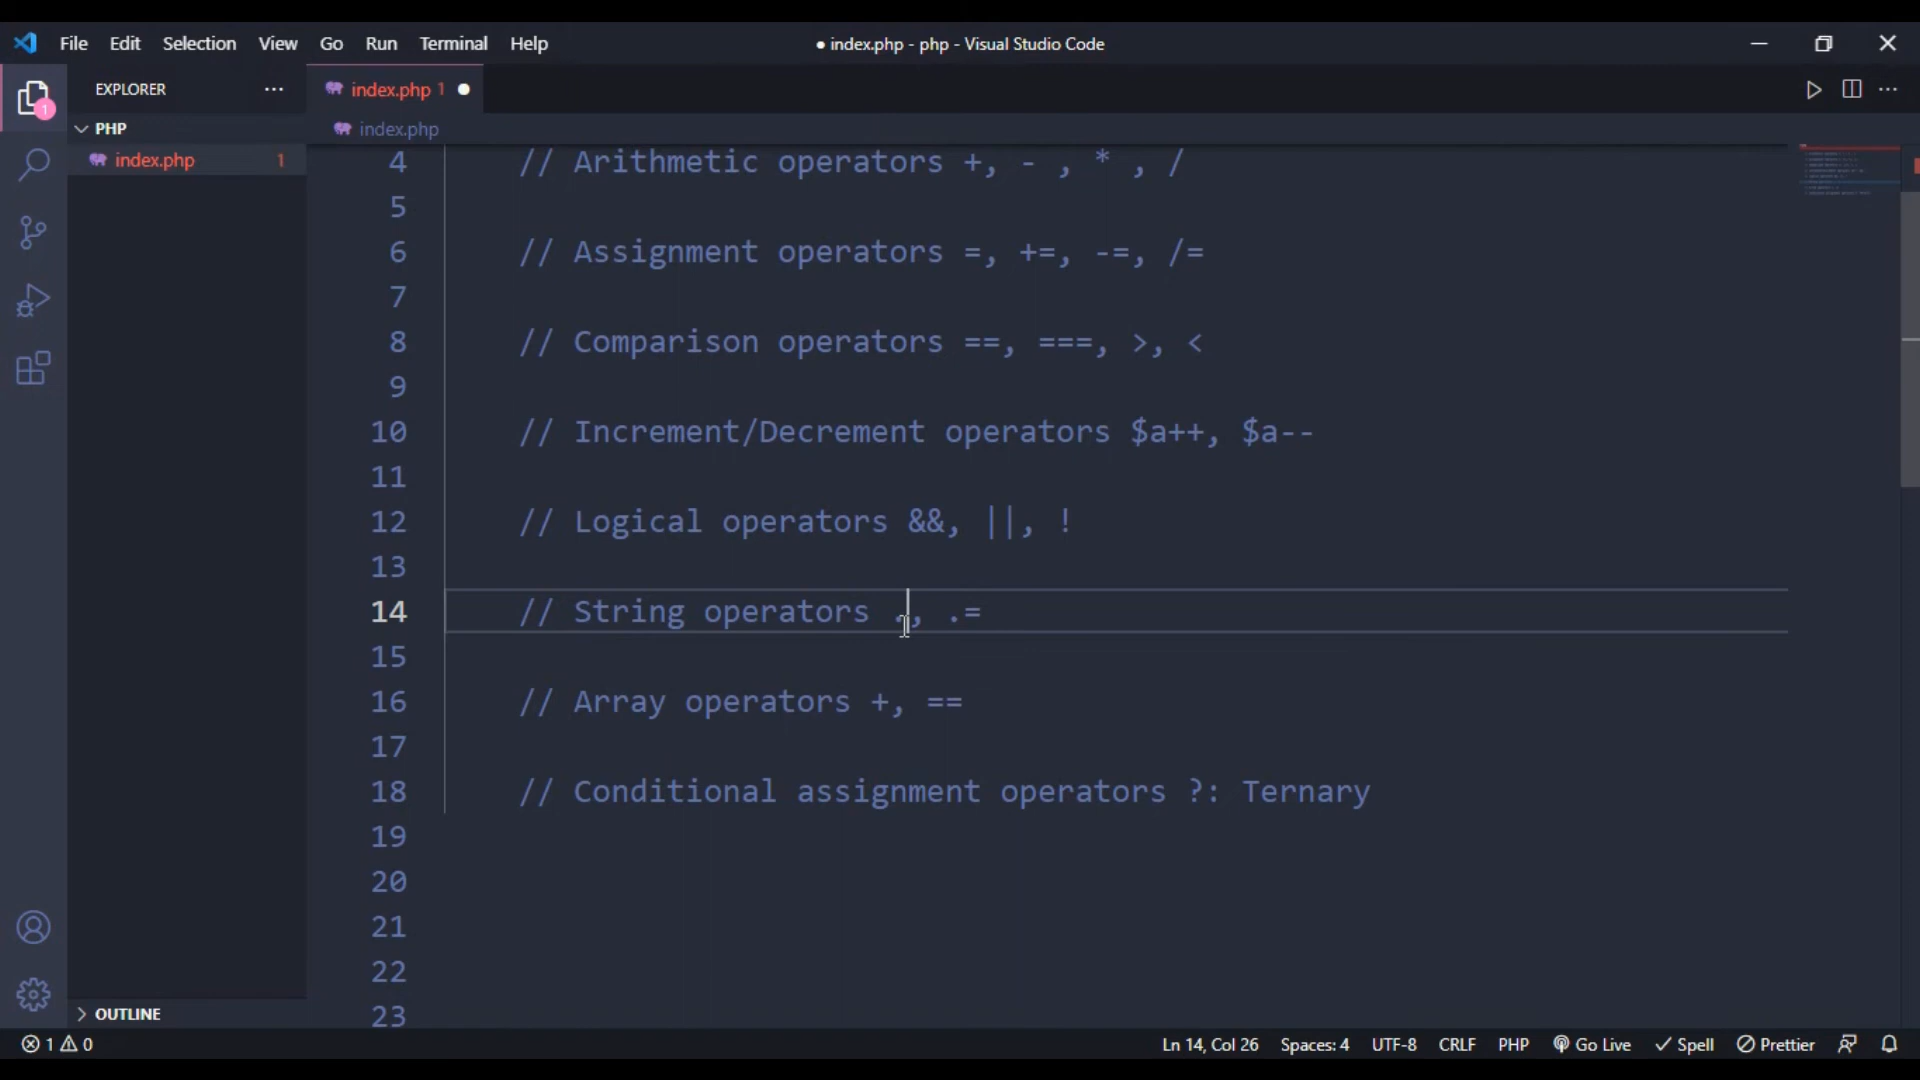 File Edit Selection View Go Run Terminal Help
● index.php - php - Visual Studio Code
EXPLORER
PHP
index.php 1
index.php 1
index.php
4 // Arithmetic operators +, - , * , /
5
6 // Assignment operators =, +=, -=, /=
7
8 // Comparison operators ==, ===, >, <
9
10 // Increment/Decrement operators $a++, $a--
11
12 // Logical operators &&, ||, !
13
14 // String operators ., .=
15
16 // Array operators +, ==
17
18 // Conditional assignment operators ?: Ternary
19
20
21
22
23
1
OUTLINE
1 0
Ln 14, Col 26 Spaces: 4 UTF-8 CRLF PHP Go Live Spell Prettier